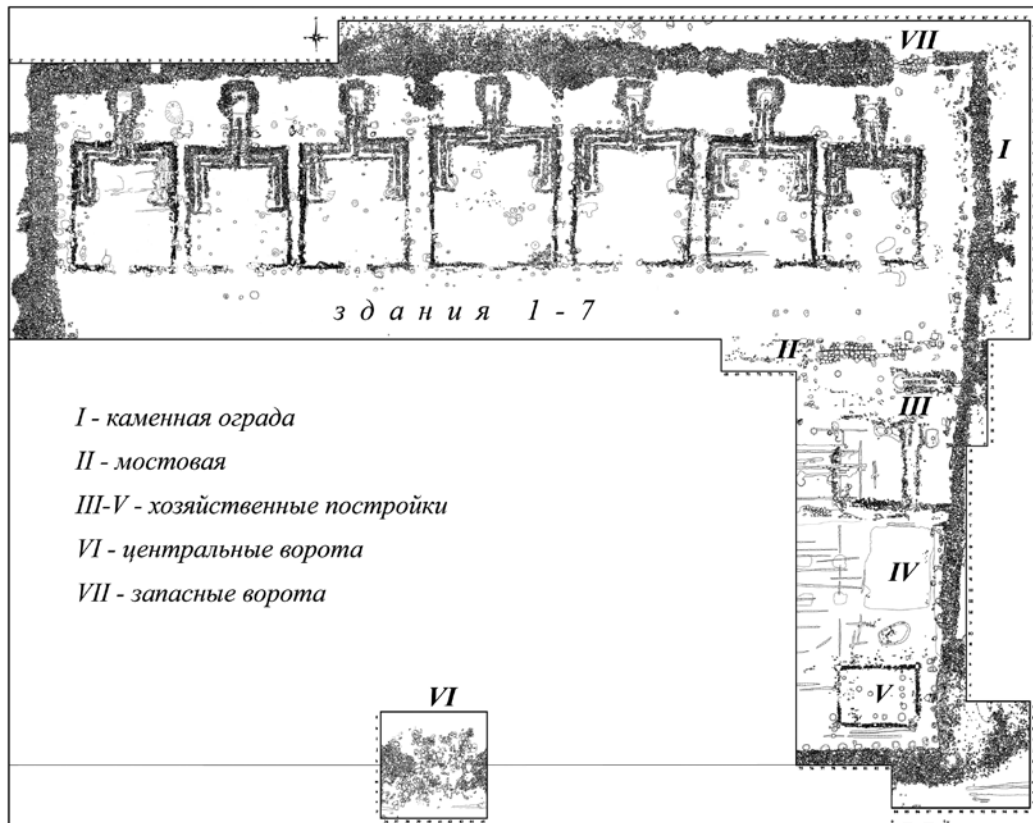 VII
I
здания 1-7
II
III
I - каменная ограда
II - мостовая
III-V - хозяйственные постройки
VI - центральные ворота
VII - запасные ворота
IV
V
VI